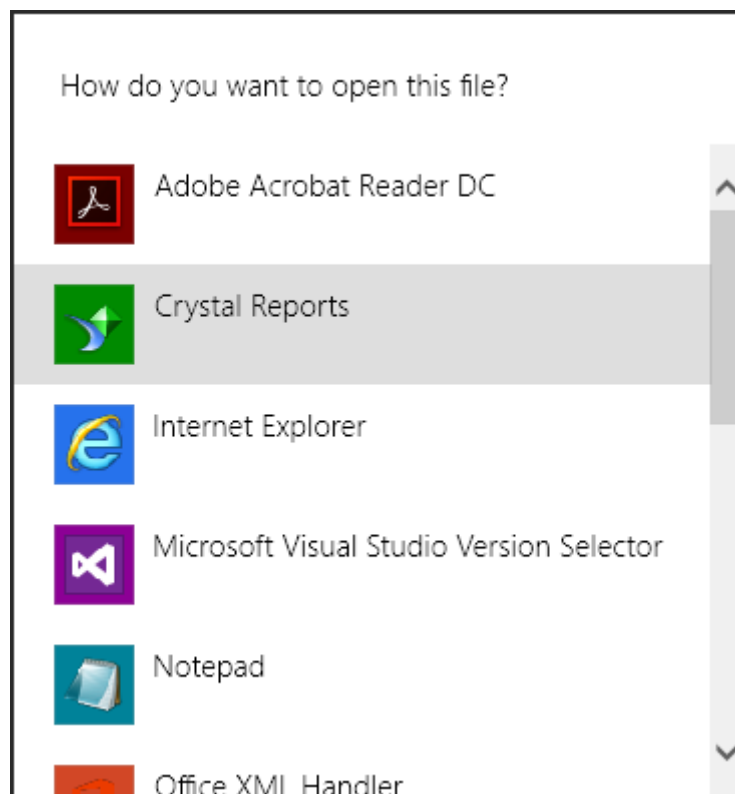 How do you want to open this file?
Adobe Acrobat Reader DC
Crystal Reports
Internet Explorer
Microsoft Visual Studio Version Selector
Notepad
Office XML Handler